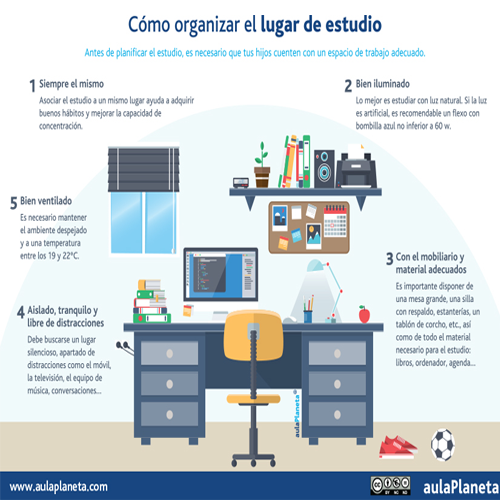 Cómo organizar el lugar de estudio
Antes de planificar el estudio, es necesario que tus hijos cuenten con un espacio de trabajo adecuado.
1 Siempre el mismo
Asociar el estudio a un mismo lugar ayuda a adquirir
buenos hábitos y mejorar la capacidad de
concentración.
2 Bien iluminado
Lo mejor es estudiar con luz natural. Si la luz
es artificial, es recomendable un flexo con
bombilla azul no inferior a 60 w.
3 Con el mobiliario y
material adecuados
Es importante disponer de
una mesa grande, una silla
con respaldo, estanterías, un
tablón de corcho, etc., así
como de todo el material
necesario para el estudio:
libros, ordenador, agenda...
4 Aislado, tranquilo y
libre de distracciones
Debe buscarse un lugar
silencioso, apartado de
distracciones como el móvil,
la televisión, el equipo de
música, conversaciones...
5 Bien ventilado
Es necesario mantener
el ambiente despejado
y a una temperatura
entre los 19 y 22°C.
aulaPlaneta
www.aulaplaneta.com
cc
BY NC ND
aulaPlaneta